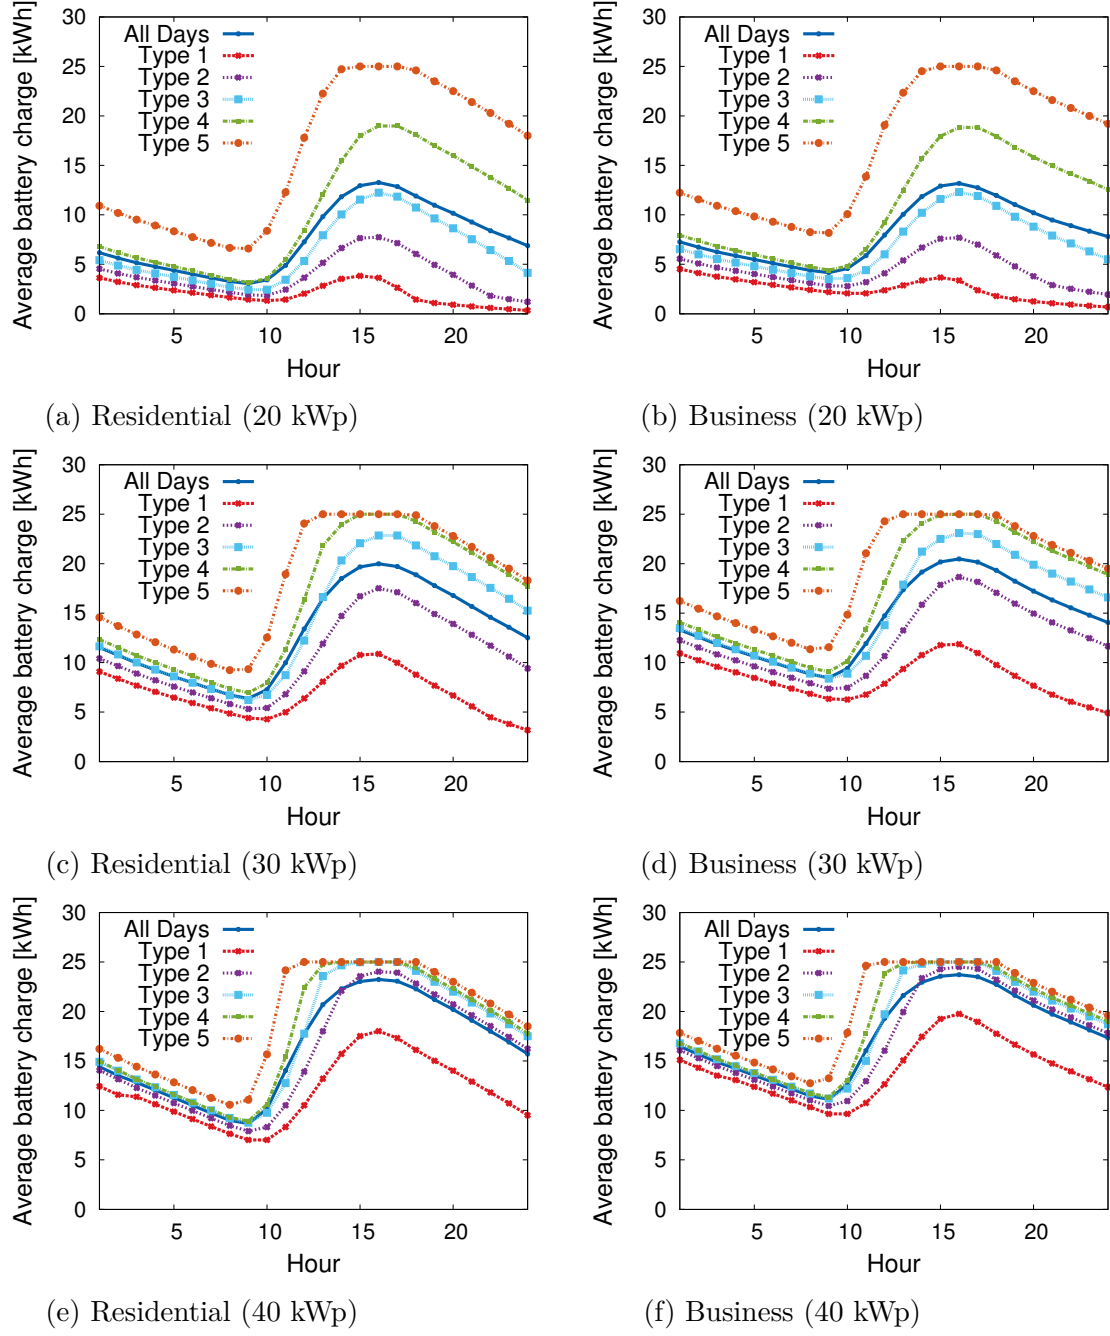 Average battery charge [kWh]
30
25
20
15
10
5
0
All Days
Type 1
Type 2
Type 3
Type 4
Type 5
5 10 15 20
Hour
(a) Residential (20 kWp)
Average battery charge [kWh]
30
25
20
15
10
5
0
All Days
Type 1
Type 2
Type 3
Type 4
Type 5
5 10 15 20
Hour
(b) Business (20 kWp)
Average battery charge [kWh]
30
25
20
15
10
5
0
All Days
Type 1
Type 2
Type 3
Type 4
Type 5
5 10 15 20
Hour
(c) Residential (30 kWp)
Average battery charge [kWh]
30
25
20
15
10
5
0
All Days
Type 1
Type 2
Type 3
Type 4
Type 5
5 10 15 20
Hour
(d) Business (30 kWp)
Average battery charge [kWh]
30
25
20
15
10
5
0
All Days
Type 1
Type 2
Type 3
Type 4
Type 5
5 10 15 20
Hour
(e) Residential (40 kWp)
Average battery charge [kWh]
30
25
20
15
10
5
0
All Days
Type 1
Type 2
Type 3
Type 4
Type 5
5 10 15 20
Hour
(f) Business (40 kWp)